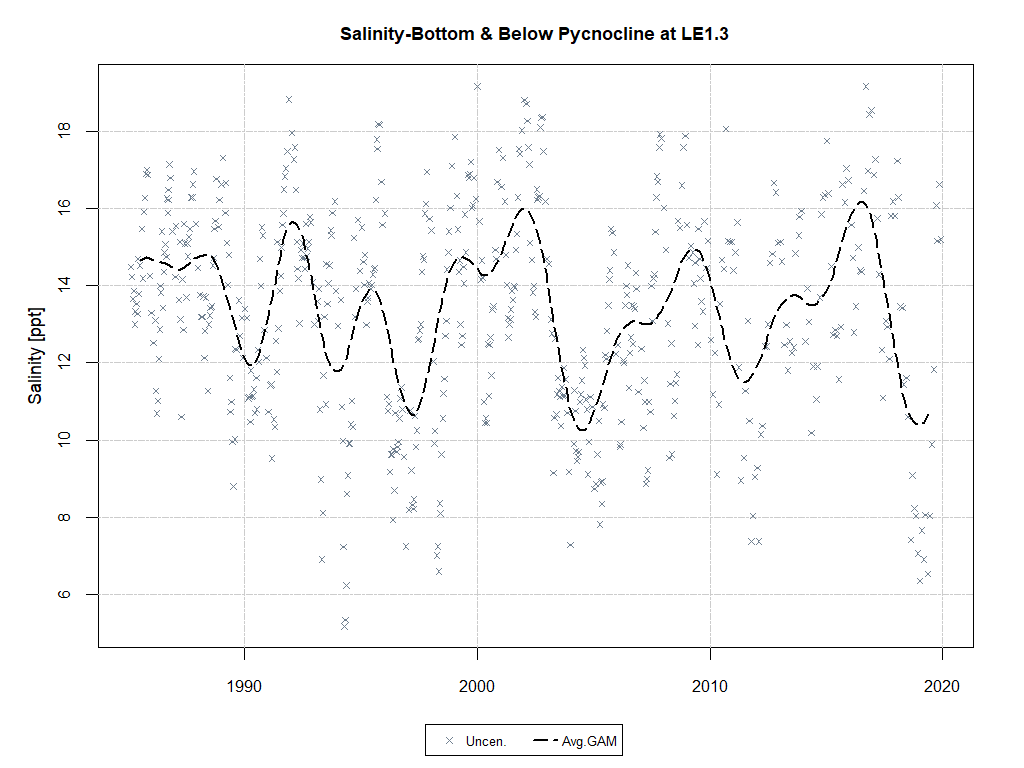 Salinity-Bottom & Below Pycnocline at LE1.3
Salinity [ppt]
18
16
14
12
10
8
6
1990
2000
2010
2020
Uncen.
Avg.GAM